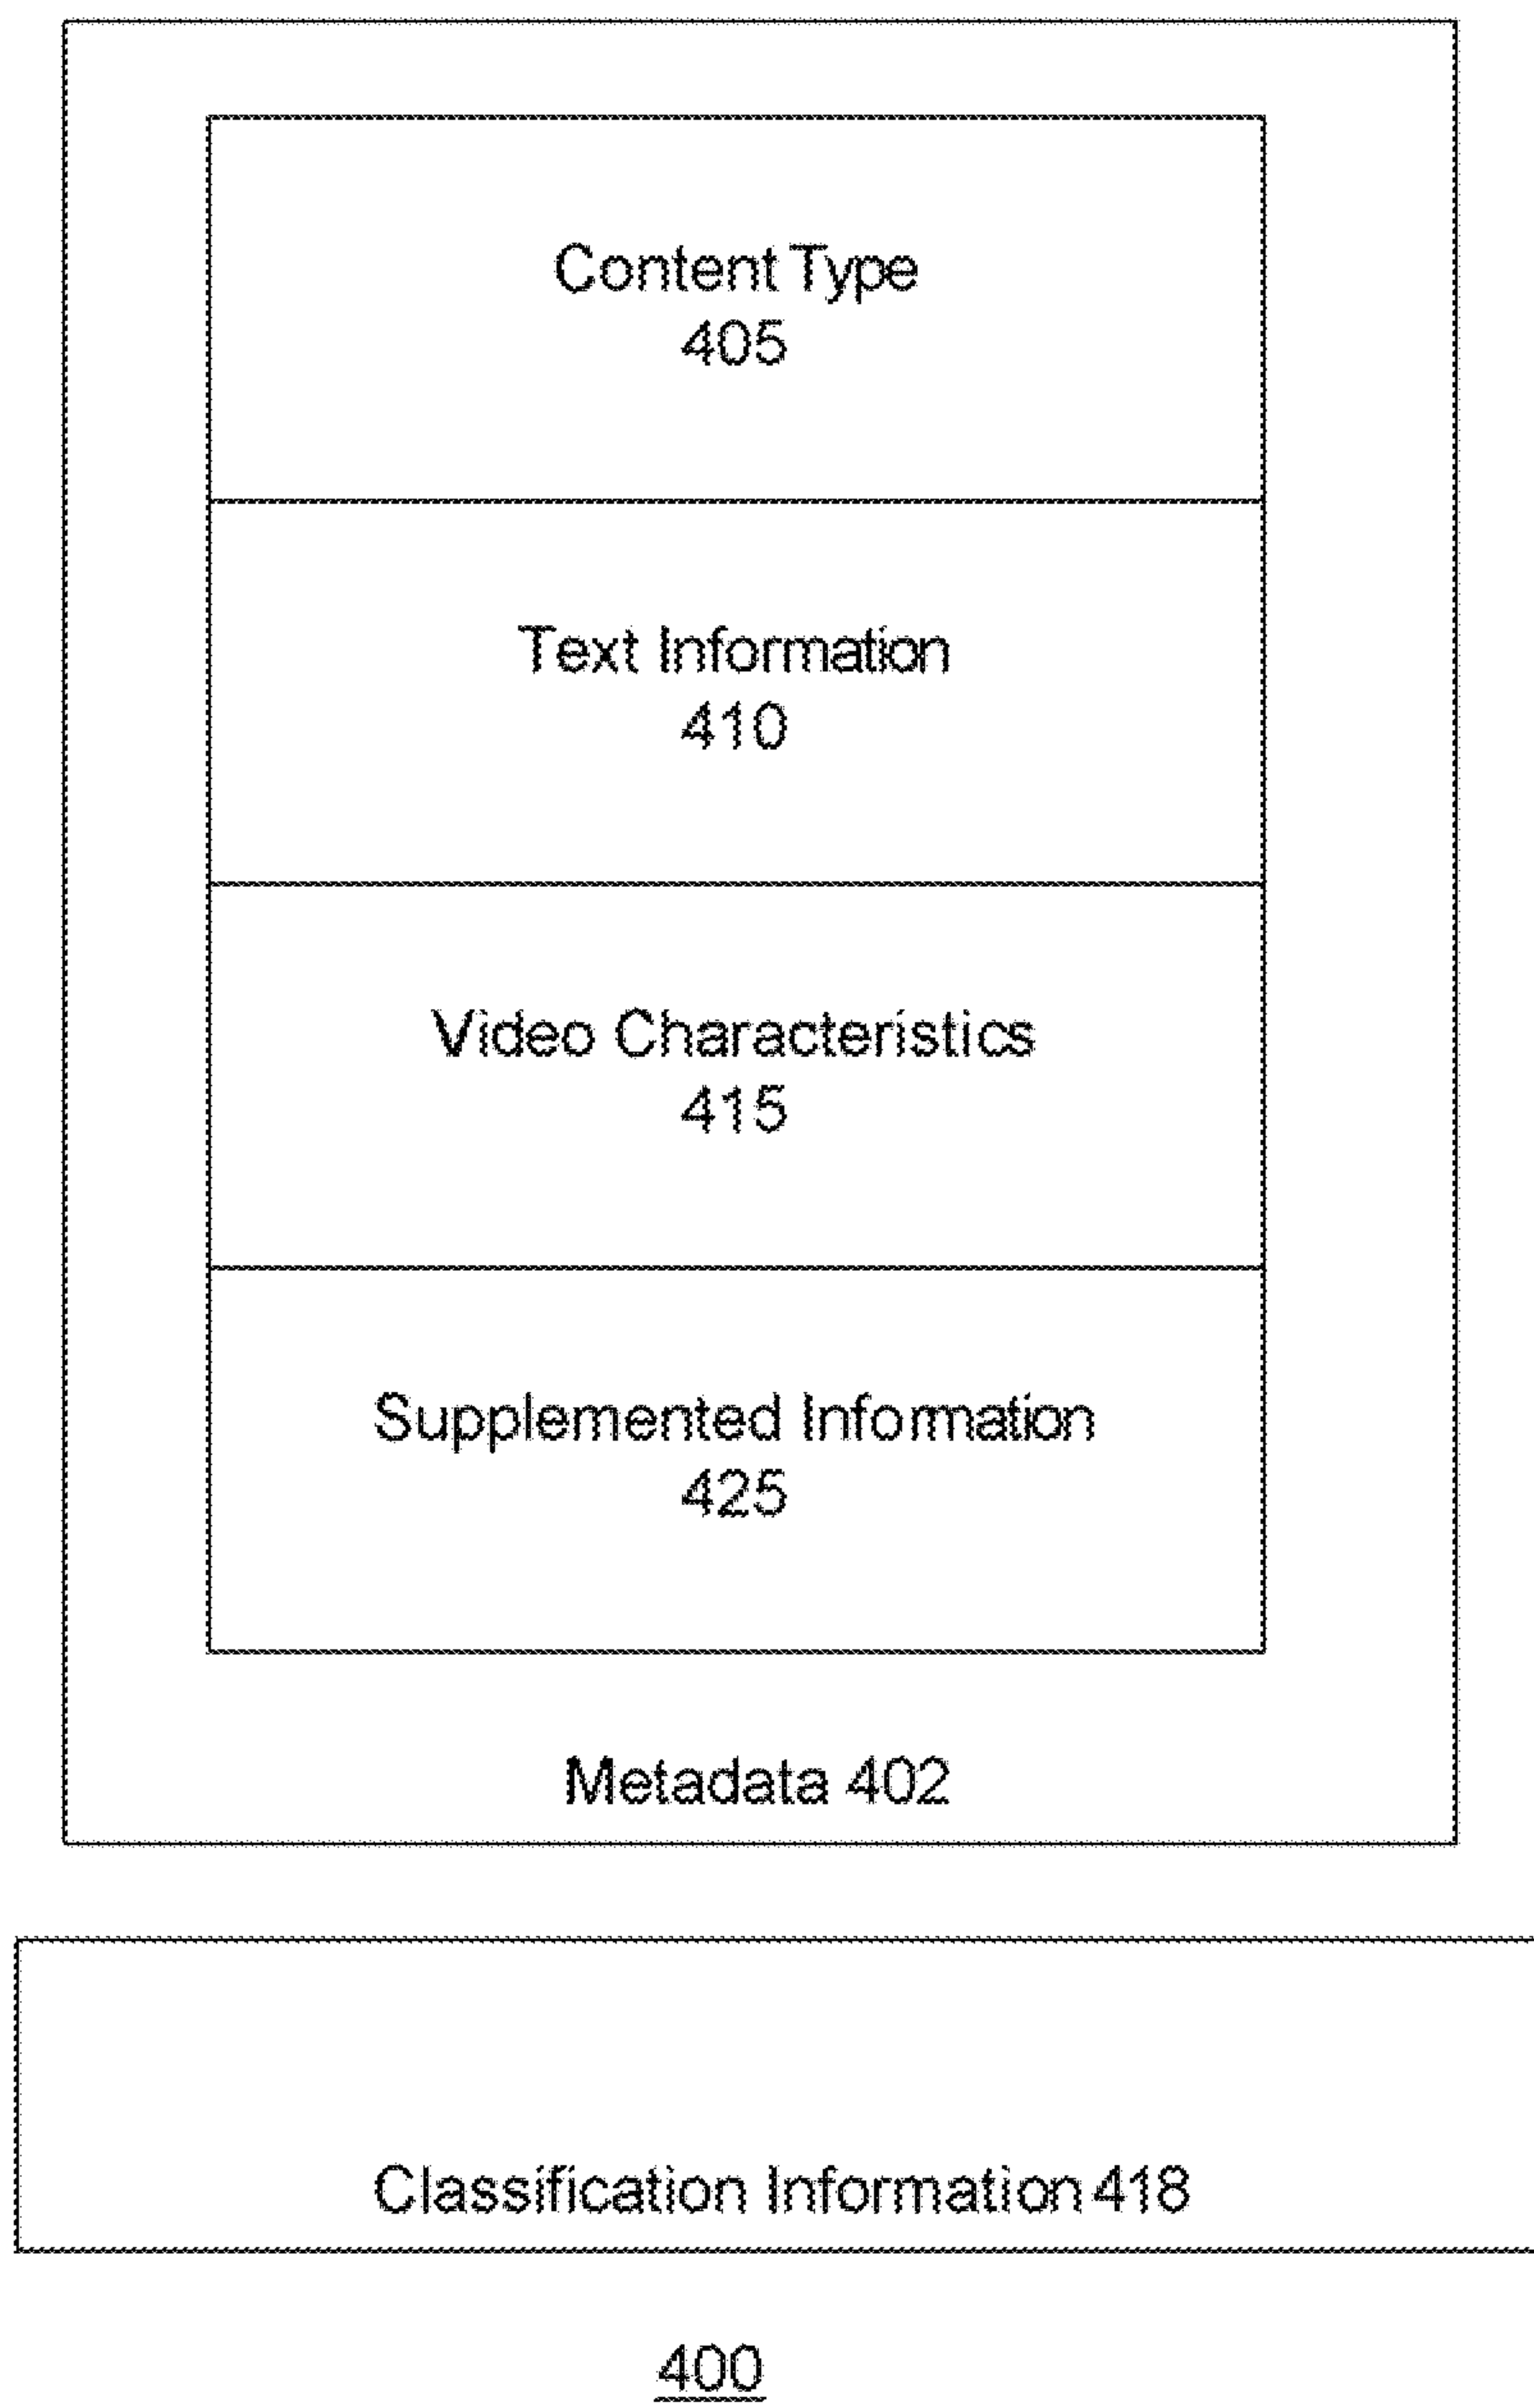 Content Type
405
Text Information
410
Video Characteristics
415
Supplemented Information
425
Metadata 402
Classification Information 418
400